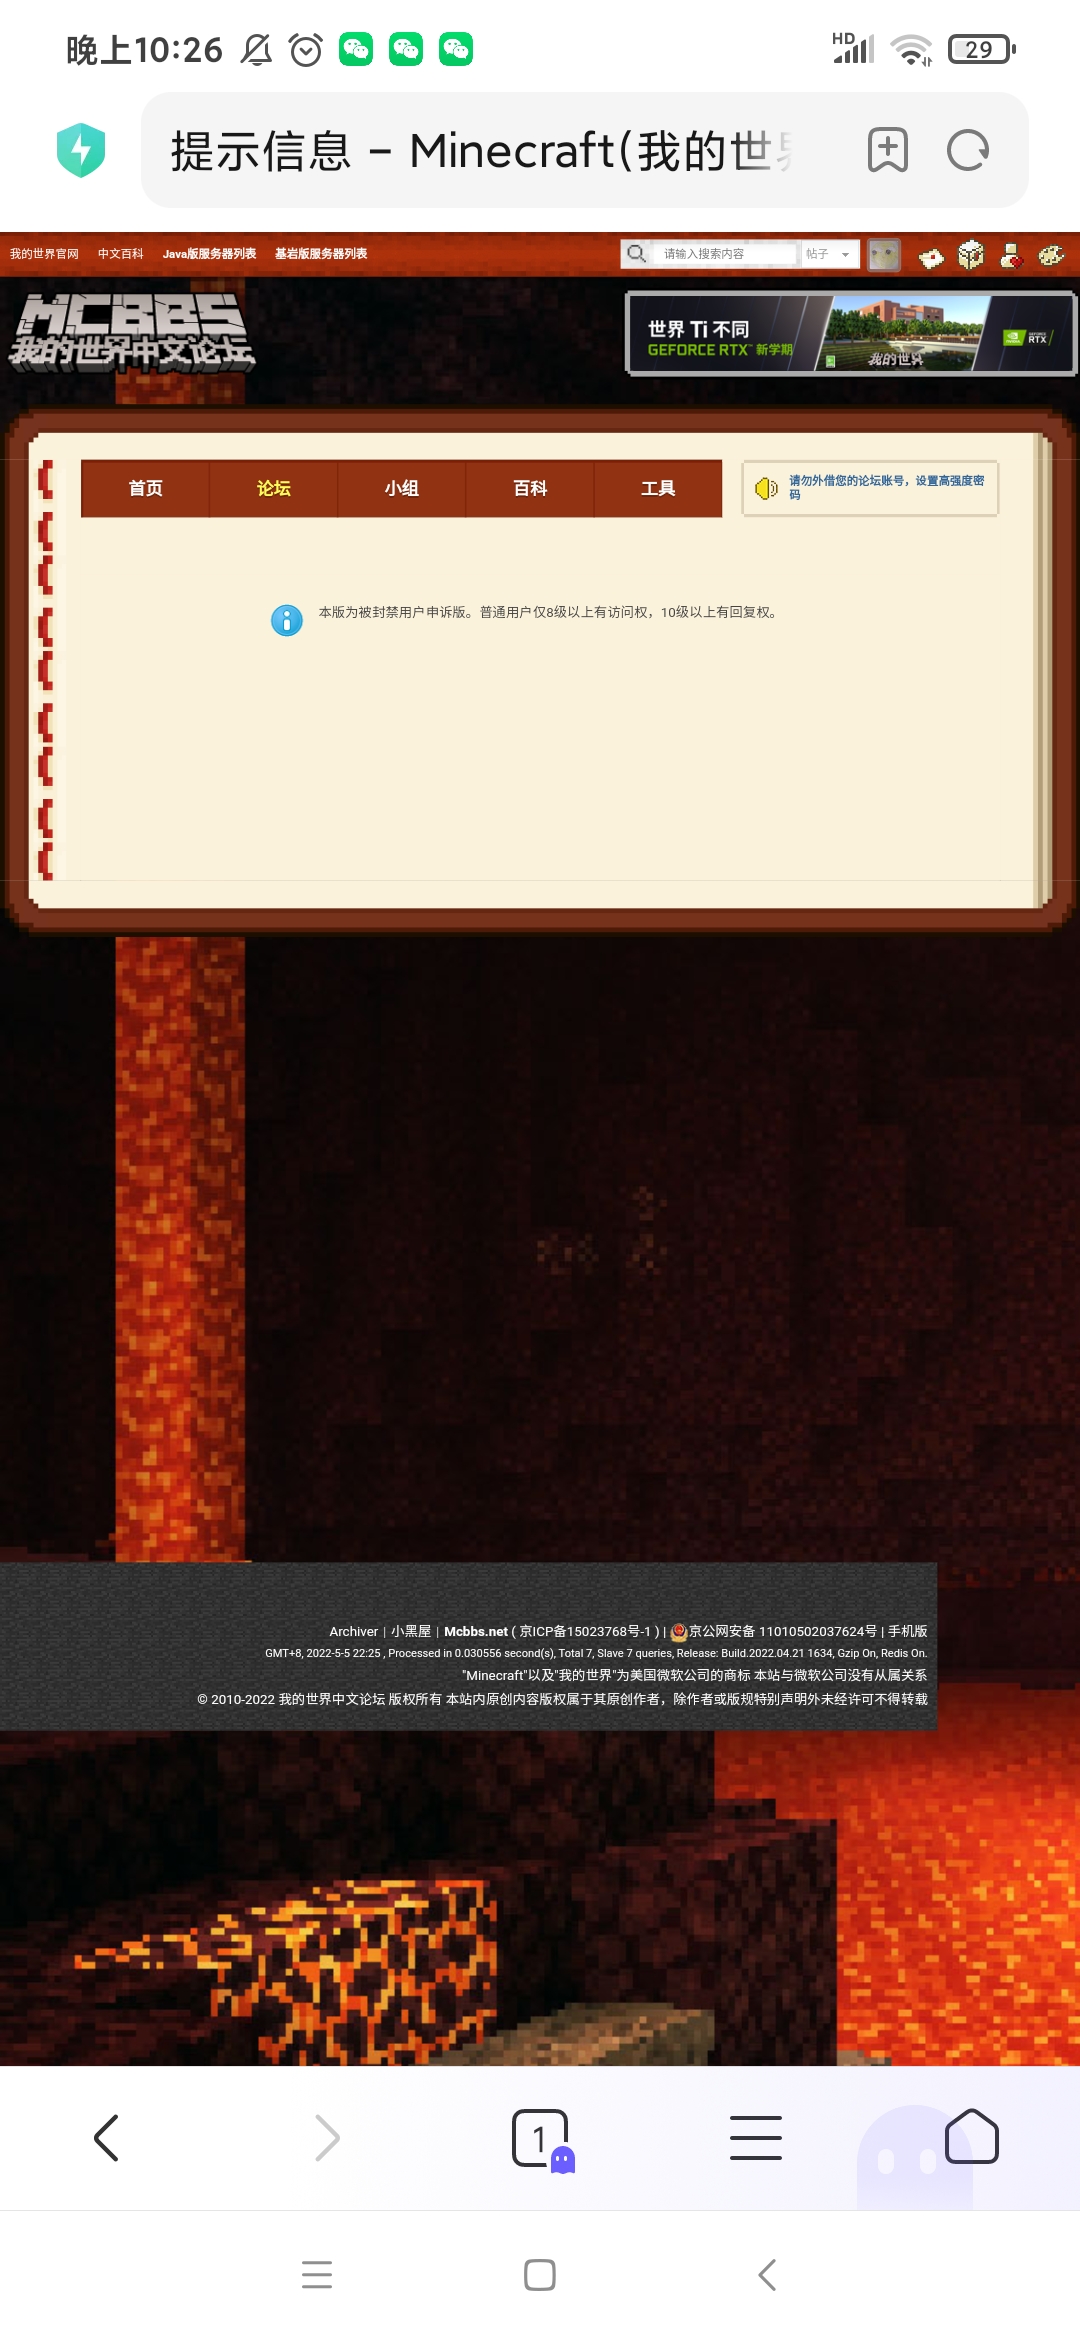 晚上10:26
HD
29
提示信息 – Minecraft(我的世
我的世界官网 中文百科 Java版服务器列表 基岩版服务器列表
请输入搜索内容 帖子
MCBBS
我的世界中文论坛
世界 Ti 不同
GEFORCE RTX™ 新学期
我的世界
GEFORCE
RTX
首页 论坛 小组 百科 工具
请勿外借您的论坛账号，设置高强度密
码
本版为被封禁用户申诉版。普通用户仅8级以上有访问权，10级以上有回复权。
Archiver | 小黑屋 | Mcbbs.net ( 京ICP备15023768号-1 ) | 京公网安备 11010502037624号 | 手机版
GMT+8, 2022-5-5 22:25 , Processed in 0.030556 second(s), Total 7, Slave 7 queries, Release: Build.2022.04.21 1634, Gzip On, Redis On.
"Minecraft"以及"我的世界"为美国微软公司的商标 本站与微软公司没有从属关系
© 2010-2022 我的世界中文论坛 版权所有 本站内原创内容版权属于其原创作者，除作者或版规特别声明外未经许可不得转载
1